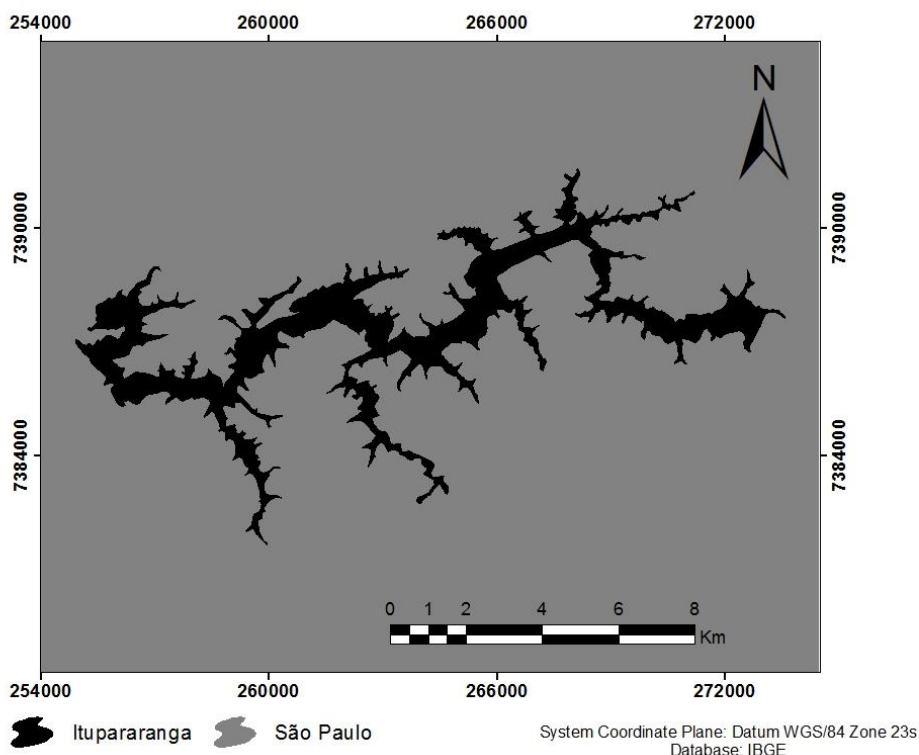 254000 260000 266000 272000
N
7390000 7390000
7384000 7384000
0 1 2 4 6 8
Km
254000 260000 266000 272000
Itupararanga São Paulo
System Coordinate Plane: Datum WGS/84 Zone 23s
Database: IBGE